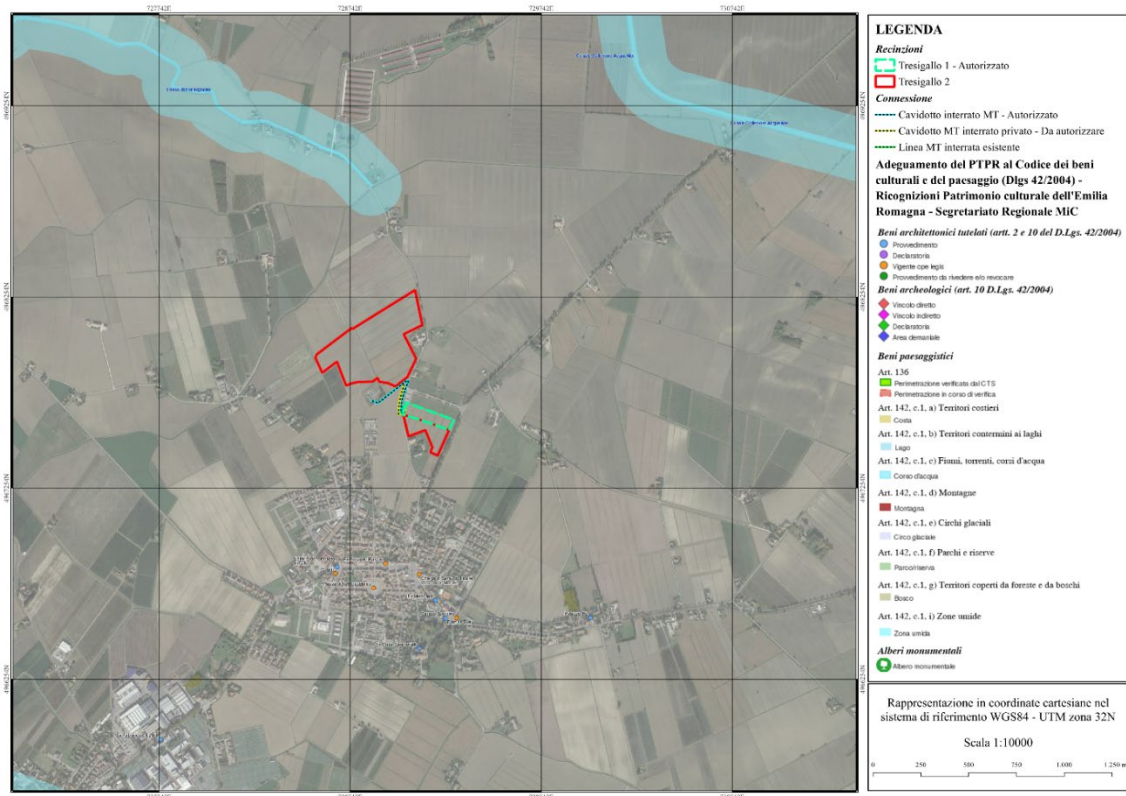 727742E
728742E
729742E
730742E
LEGENDA
Recinzioni
Tresigallo 1 - Autorizzato
Tresigallo 2
Connessione
Cavidotto interrato MT - Autorizzato
Cavidotto MT interrato privato - Da autorizzare
Linea MT interrata esistente
Adeguamento del PTPR al Codice dei beni
culturali e del paesaggio (Dlgs 42/2004) -
Ricognizioni Patrimonio culturale dell'Emilia
Romagna - Segretariato Regionale MiC
Beni architettonici tutelati (artt. 2 e 10 del D.Lgs. 42/2004)
Provvedimento
Declaratoria
Vigente ope legis
Provvedimento da rivedere e/o revocare
Beni archeologici (art. 10 D.Lgs. 42/2004)
Vincolo diretto
Vincolo indiretto
Declaratoria
Area demaniale
Beni paesaggistici
Art. 136
Perimetrazione verificata dal CTS
Perimetrazione in corso di verifica
Art. 142, c.1, a) Territori costieri
Costa
Art. 142, c.1, b) Territori contermini ai laghi
Lago
Art. 142, c.1, c) Fiumi, torrenti, corsi d'acqua
Corso d'acqua
Art. 142, c.1, d) Montagne
Montagna
Art. 142, c.1, e) Circhi glaciali
Circo glaciale
Art. 142, c.1, f) Parchi e riserve
Parco/riserva
Art. 142, c.1, g) Territori coperti da foreste e da boschi
Bosco
Art. 142, c.1, i) Zone umide
Zona umida
Alberi monumentali
Albero monumentale
Rappresentazione in coordinate cartesiane nel
sistema di riferimento WGS84 - UTM zona 32N
Scala 1:10000
0 250 500 750 1.000 1.250 m